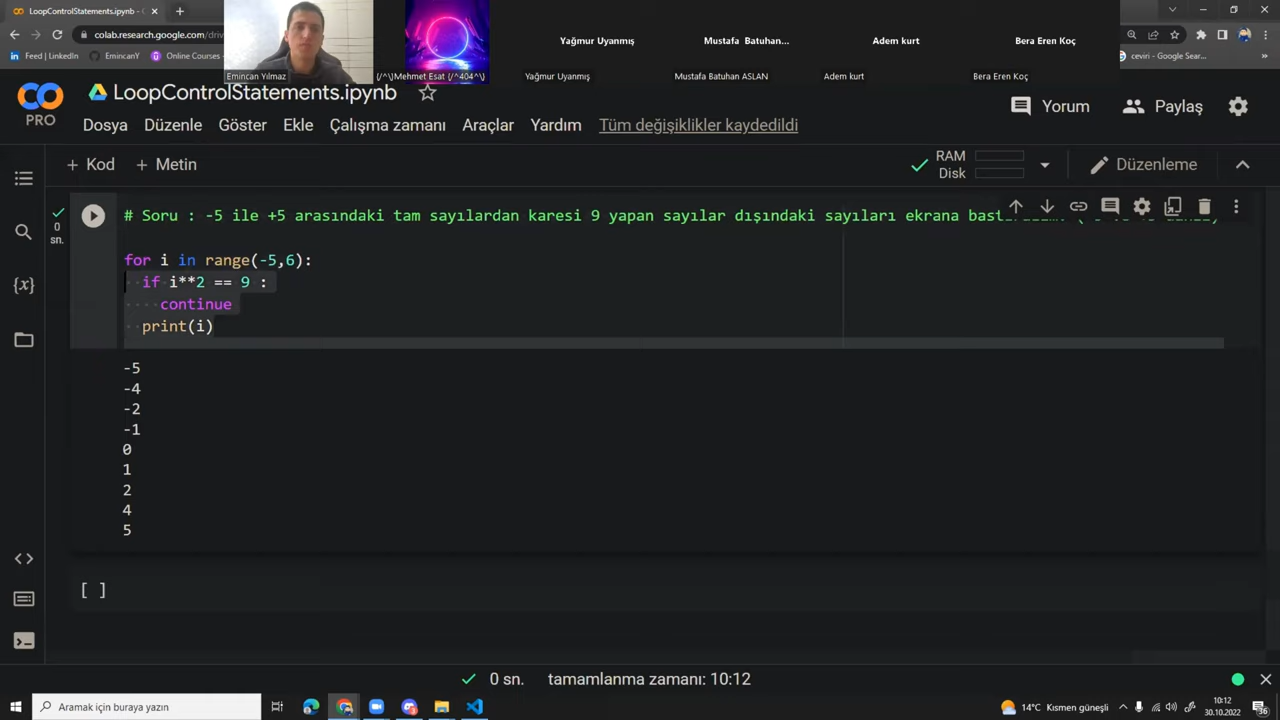 LoopControlStatements.ipynb -
colab.research.google.com/driv
Feed | LinkedIn
EmincanY
Online Courses -
ceviri - Google Sear...
Emincan Yılmaz
{/^\}Mehmet Esat {/^404^\}
Yağmur Uyanmış
Yağmur Uyanmış
Mustafa Batuhan...
Mustafa Batuhan ASLAN
Adem kurt
Adem kurt
Bera Eren Koç
Bera Eren Koç
PRO
LoopControlStatements.ipynb
Yorum
Paylaş
Dosya Düzenle Göster Ekle Çalışma zamanı Araçlar Yardım Tüm değişiklikler kaydedildi
+ Kod + Metin
RAM
Disk
Düzenleme
0
sn.
# Soru : -5 ile +5 arasındaki tam sayılardan karesi 9 yapan sayılar dışındaki sayıları ekrana
for i in range(-5,6):
if i**2 == 9 :
continue
print(i)
-5
-4
-2
-1
0
1
2
4
5
[ ]
0 sn. tamamlanma zamanı: 10:12
Aramak için buraya yazın
14°C Kısmen güneşli
10:12
30.10.2022